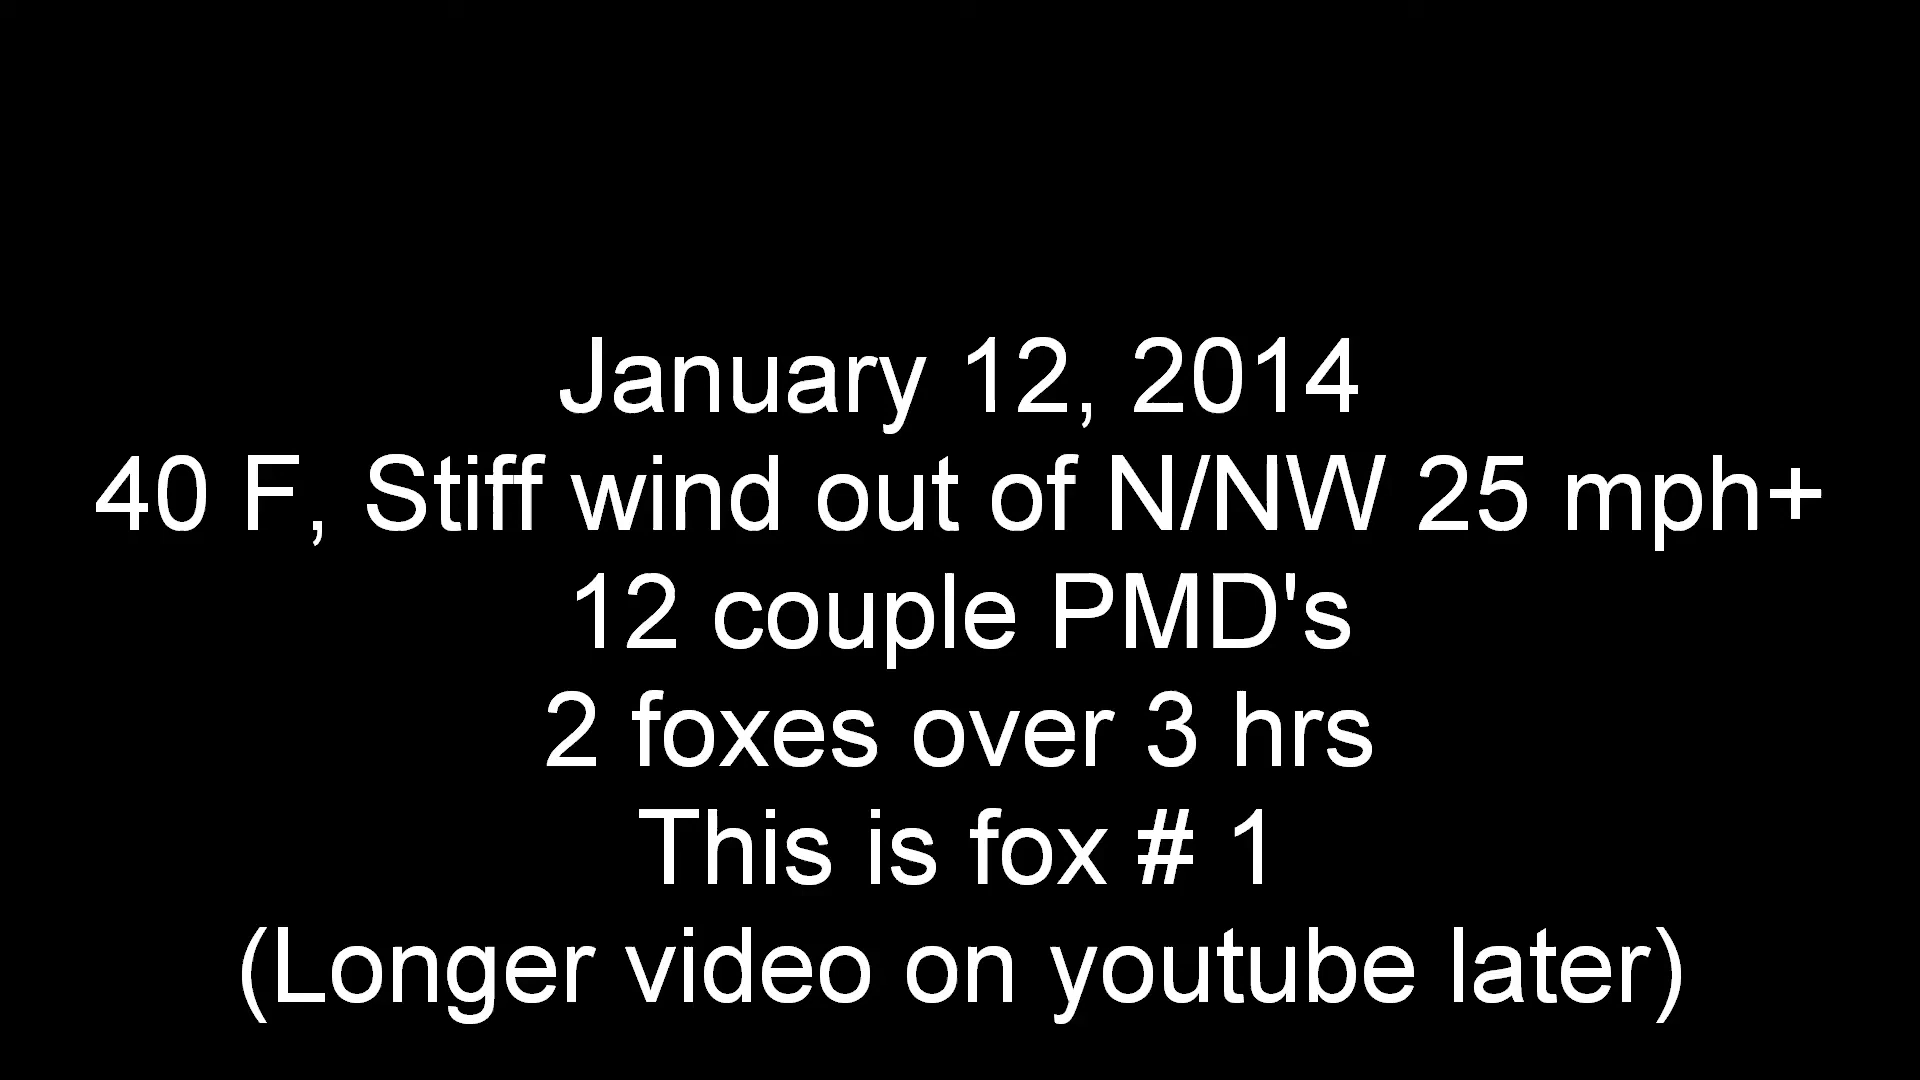 January 12, 2014
40 F, Stiff wind out of N/NW 25 mph+
12 couple PMD's
2 foxes over 3 hrs
This is fox # 1
(Longer video on youtube later)